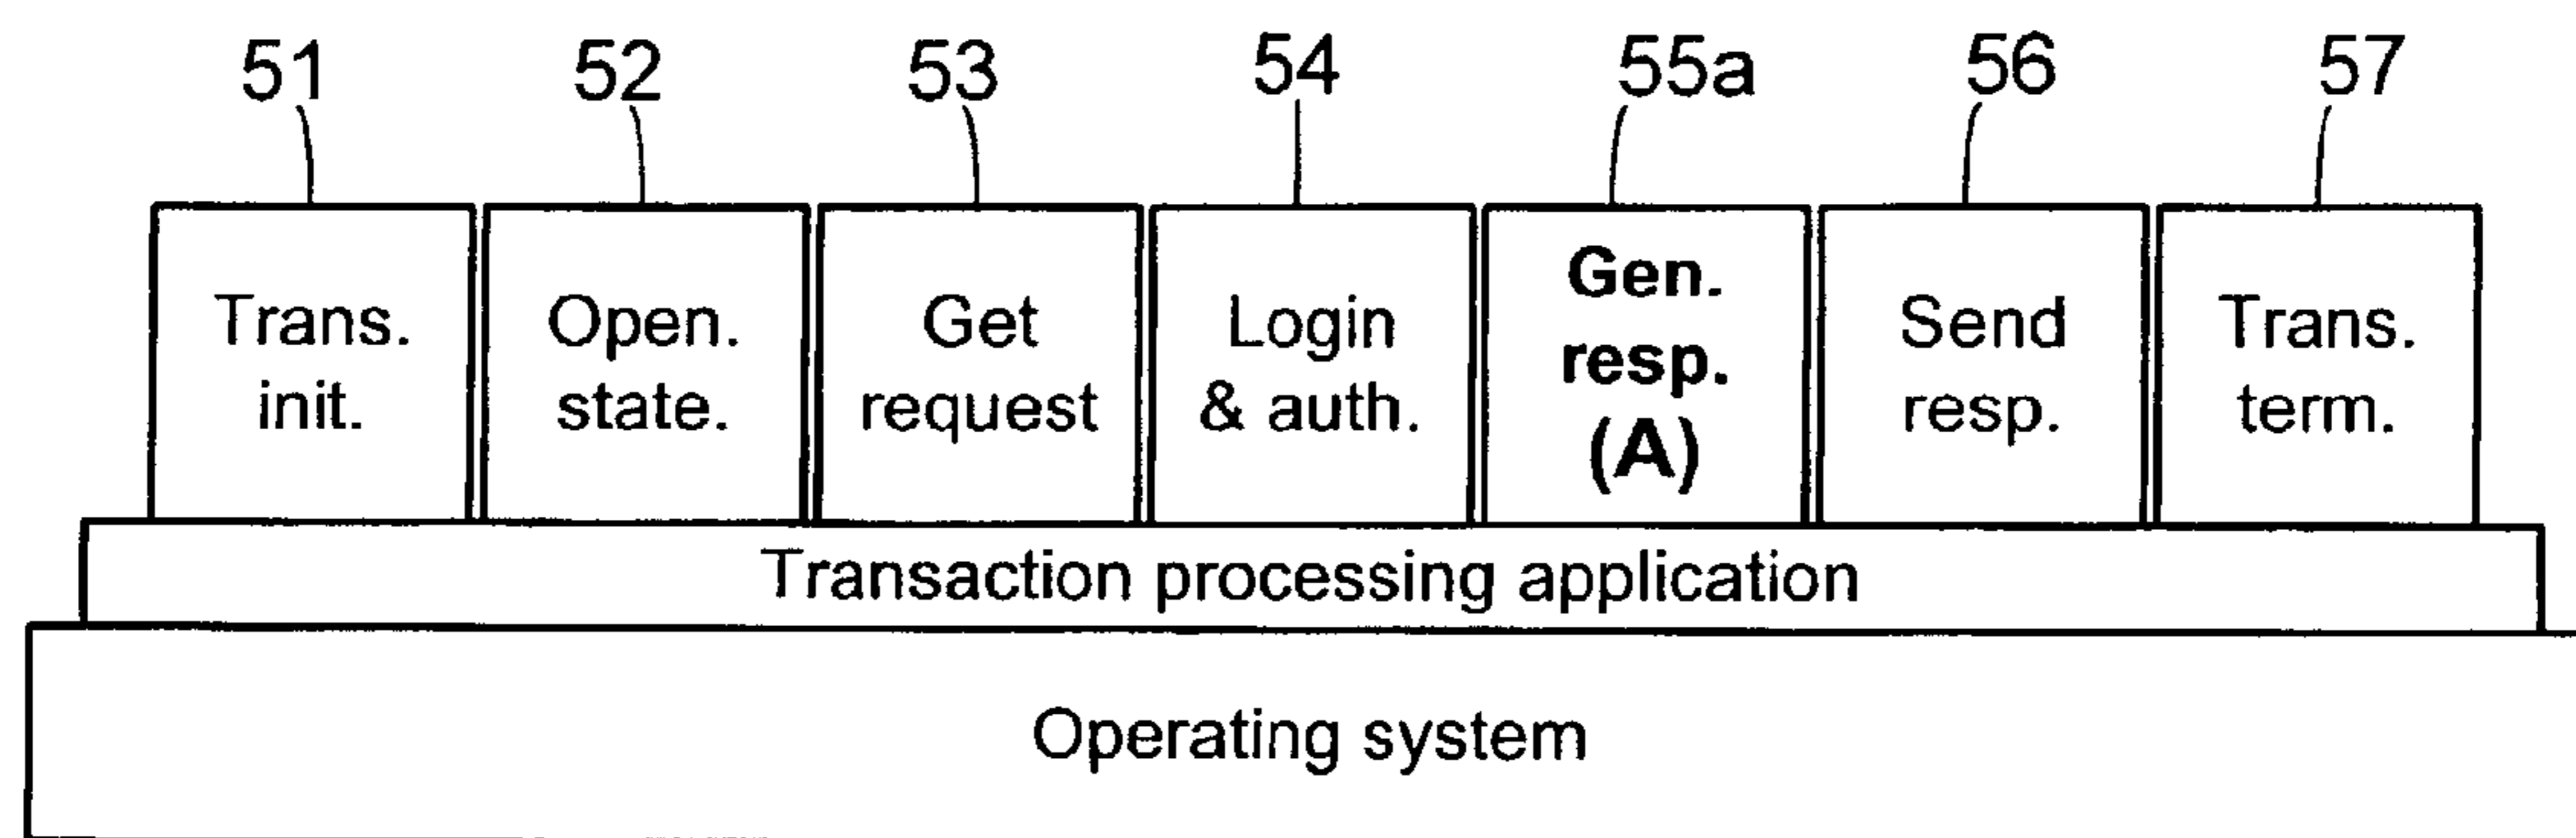 51 52 53 54 55a 56 57
Trans.
init.
Open.
state.
Get
request
Login
& auth.
Gen.
resp.
(A)
Send
resp.
Trans.
term.
Transaction processing application
Operating system